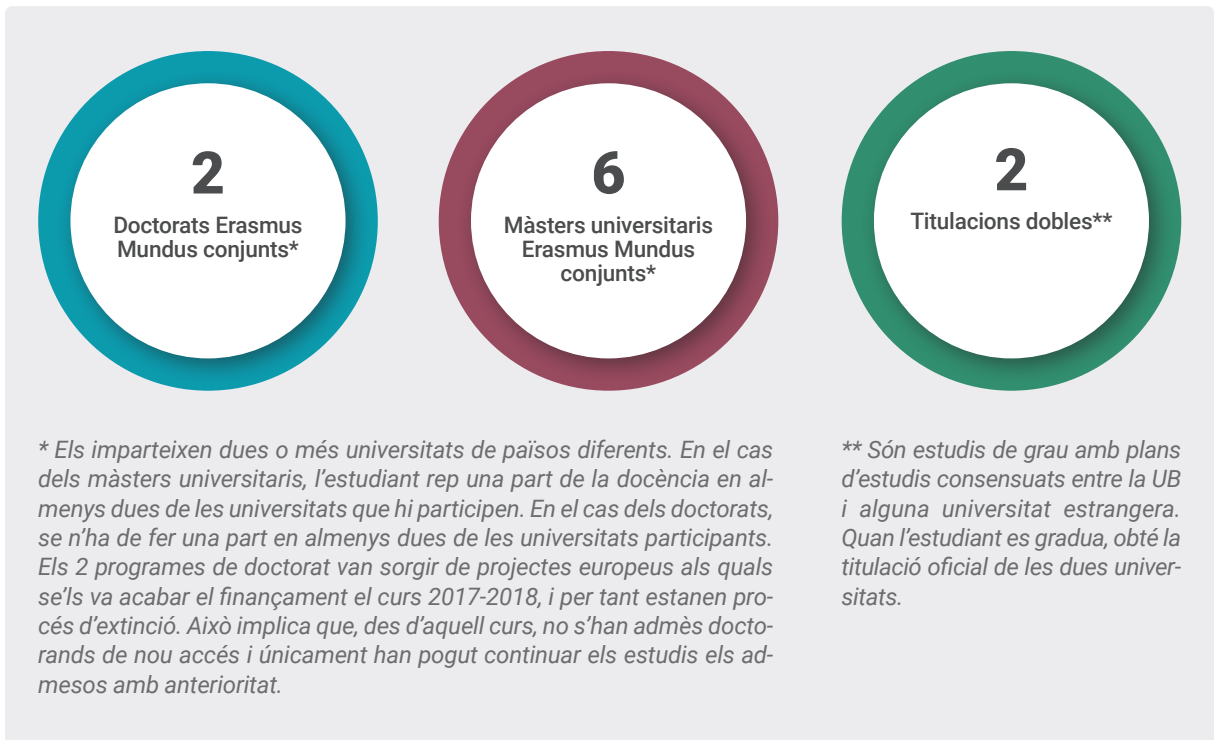 2
Doctorats Erasmus
Mundus conjunts*
6
Màsters universitaris
Erasmus Mundus
conjunts*
2
Titulacions dobles**
* Els imparteixen dues o més universitats de països diferents. En el cas
dels màsters universitaris, l’estudiant rep una part de la docència en al-
menys dues de les universitats que hi participen. En el cas dels doctorats,
se n’ha de fer una part en almenys dues de les universitats participants.
Els 2 programes de doctorat van sorgir de projectes europeus als quals
se’ls va acabar el finançament el curs 2017-2018, i per tant estanen pro-
cés d’extinció. Això implica que, des d’aquell curs, no s’han admès docto-
rands de nou accés i únicament han pogut continuar els estudis els ad-
mesos amb anterioritat.
** Són estudis de grau amb plans
d’estudis consensuats entre la UB
i alguna universitat estrangera.
Quan l’estudiant es gradua, obté la
titulació oficial de les dues univer-
sitats.